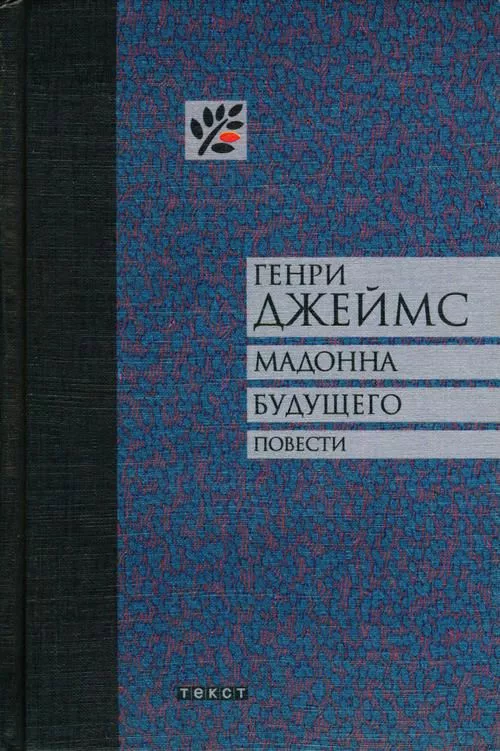 ГЕНРИ
ДЖЕЙМС
МАДОННА
БУДУЩЕГО
ПОВЕСТИ
текст